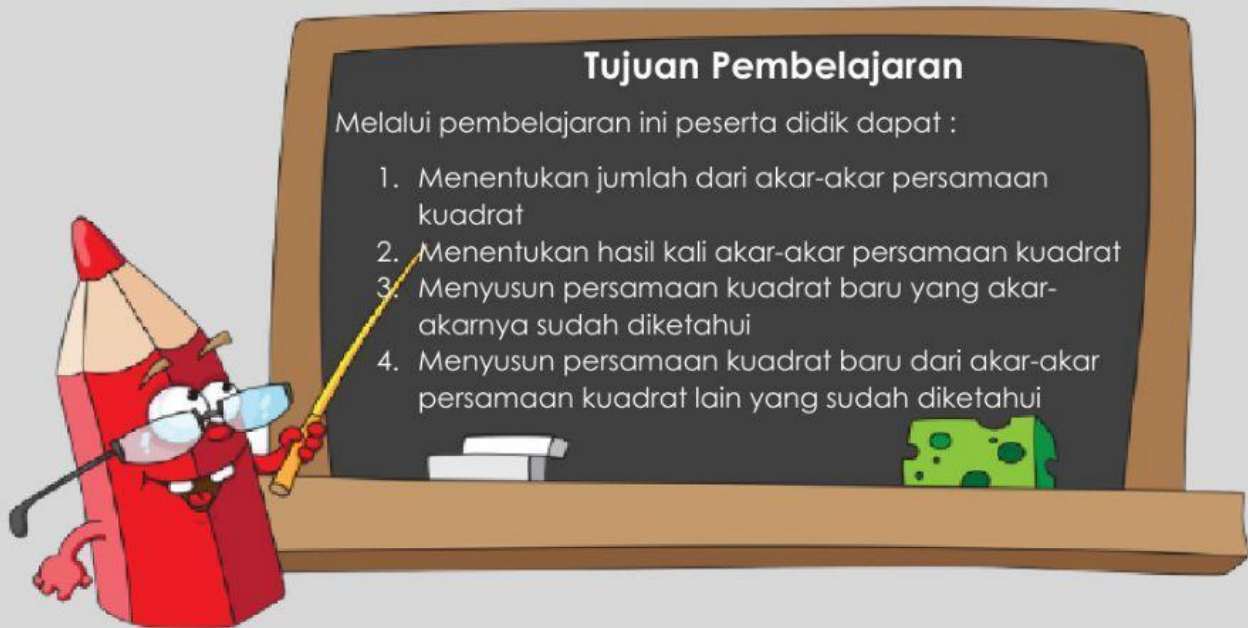 Tujuan Pembelajaran
Melalui pembelajaran ini peserta didik dapat :
1. Menentukan jumlah dari akar-akar persamaan
kuadrat
2. Menentukan hasil kali akar-akar persamaan kuadrat
3. Menyusun persamaan kuadrat baru yang akar-
akarnya sudah diketahui
4. Menyusun persamaan kuadrat baru dari akar-akar
persamaan kuadrat lain yang sudah diketahui